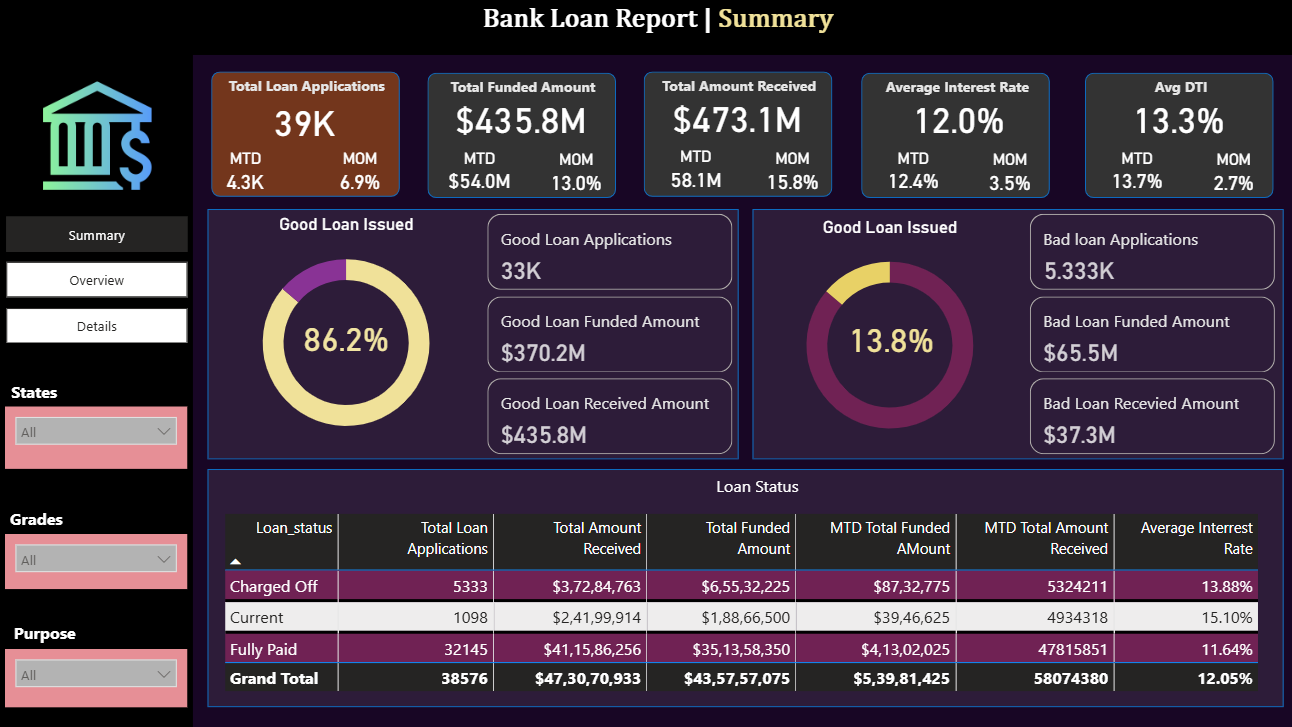 Bank Loan Report | Summary
Total Loan Applications
39K
MTD MOM
4.3K 6.9%
Total Funded Amount
$435.8M
MTD MOM
$54.0M 13.0%
Total Amount Received
$473.1M
MTD MOM
58.1M 15.8%
Average Interest Rate
12.0%
MTD MOM
12.4% 3.5%
Avg DTI
13.3%
MTD MOM
13.7% 2.7%
Summary
Overview
Details
States
All
Grades
All
Purpose
All
Good Loan Issued
86.2%
Good Loan Applications
33K
Good Loan Funded Amount
$370.2M
Good Loan Received Amount
$435.8M
Good Loan Issued
13.8%
Bad loan Applications
5.333K
Bad Loan Funded Amount
$65.5M
Bad Loan Recevied Amount
$37.3M
Loan Status
Loan_status Total Loan Total Amount Total Funded MTD Total Funded MTD Total Amount Average Interrest
Applications Received Amount AMount Received Rate
Charged Off 5333 $3,72,84,763 $6,55,32,225 $87,32,775 5324211 13.88%
Current 1098 $2,41,99,914 $1,88,66,500 $39,46,625 4934318 15.10%
Fully Paid 32145 $41,15,86,256 $35,13,58,350 $4,13,02,025 47815851 11.64%
Grand Total 38576 $47,30,70,933 $43,57,57,075 $5,39,81,425 58074380 12.05%